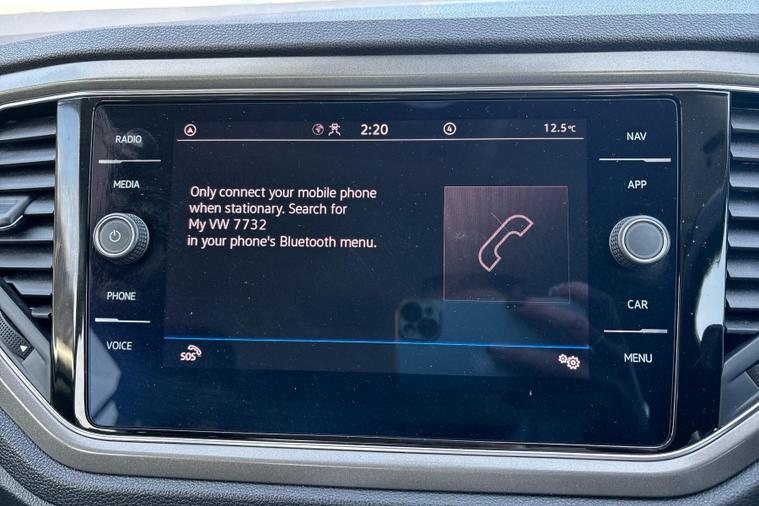 RADIO
MEDIA
PHONE
VOICE
2:20
4
12.5°C
Only connect your mobile phone
when stationary. Search for
My VW 7732
in your phone's Bluetooth menu.
SOS
NAV
APP
CAR
MENU